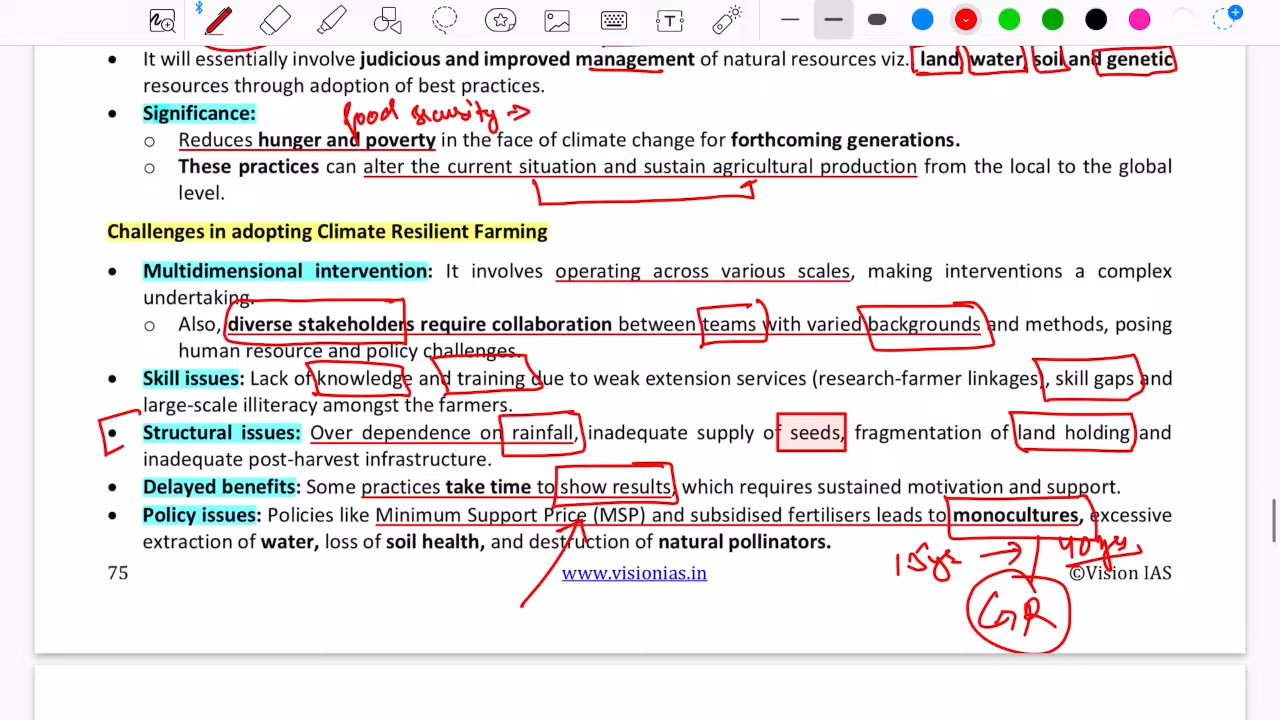 • It will essentially involve judicious and improved management of natural resources viz. land, water, soil and genetic
resources through adoption of best practices.
• Significance:
food security →
o Reduces hunger and poverty in the face of climate change for forthcoming generations.
o These practices can alter the current situation and sustain agricultural production from the local to the global
level.
Challenges in adopting Climate Resilient Farming
• Multidimensional intervention: It involves operating across various scales, making interventions a complex
undertaking.
o Also, diverse stakeholders require collaboration between teams with varied backgrounds and methods, posing
human resource and policy challenges.
• Skill issues: Lack of knowledge and training due to weak extension services (research-farmer linkages), skill gaps and
large-scale illiteracy amongst the farmers.
• Structural issues: Over dependence on rainfall, inadequate supply of seeds, fragmentation of land holding and
inadequate post-harvest infrastructure.
• Delayed benefits: Some practices take time to show results, which requires sustained motivation and support.
• Policy issues: Policies like Minimum Support Price (MSP) and subsidised fertilisers leads to monocultures, excessive
extraction of water, loss of soil health, and destruction of natural pollinators.
15ys → 40ys.
75 www.visionias.in ©Vision IAS
GR